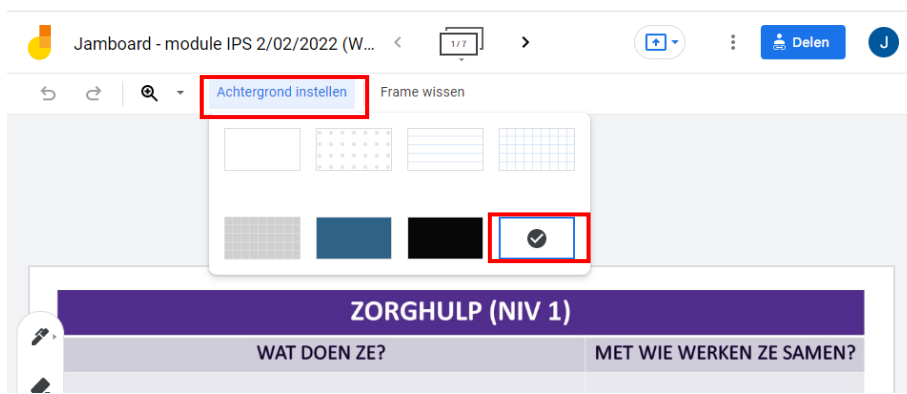 Jamboard - module IPS 2/02/2022 (W... 1/7 Delen J
Achtergrond instellen Frame wissen
ZORGHULP (NIV 1)
WAT DOEN ZE? MET WIE WERKEN ZE SAMEN?